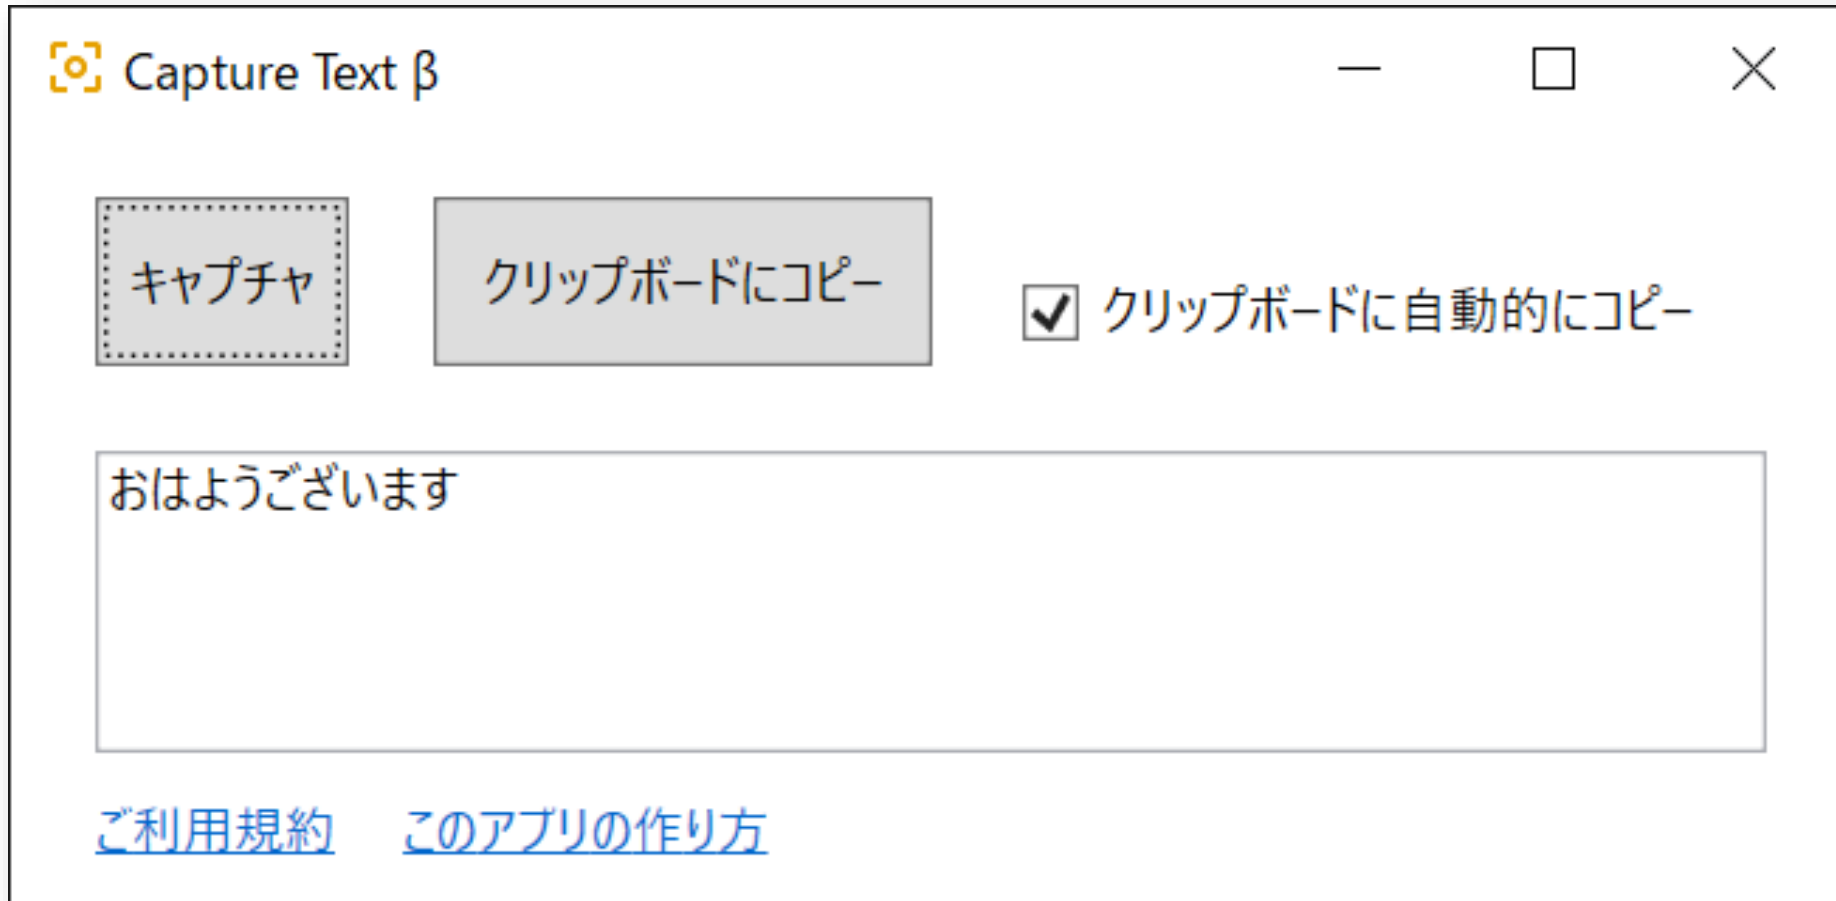 Capture Text β
キャプチャ
クリップボードにコピー
クリップボードに自動的にコピー
おはようございます
ご利用規約 このアプリの作り方